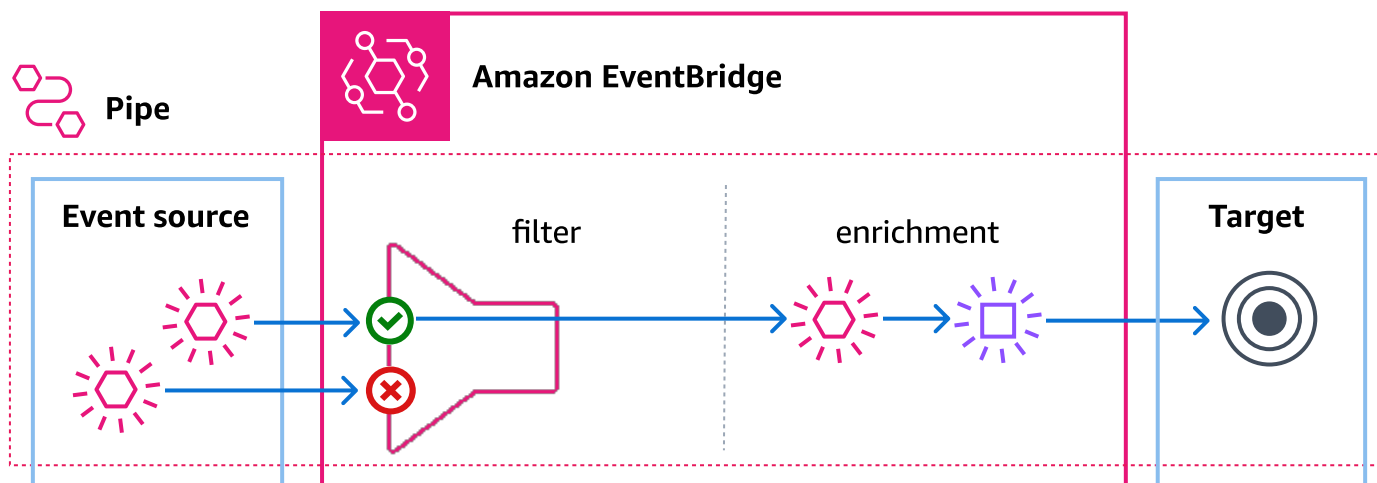 Amazon EventBridge
Pipe
Event source
filter
enrichment
Target